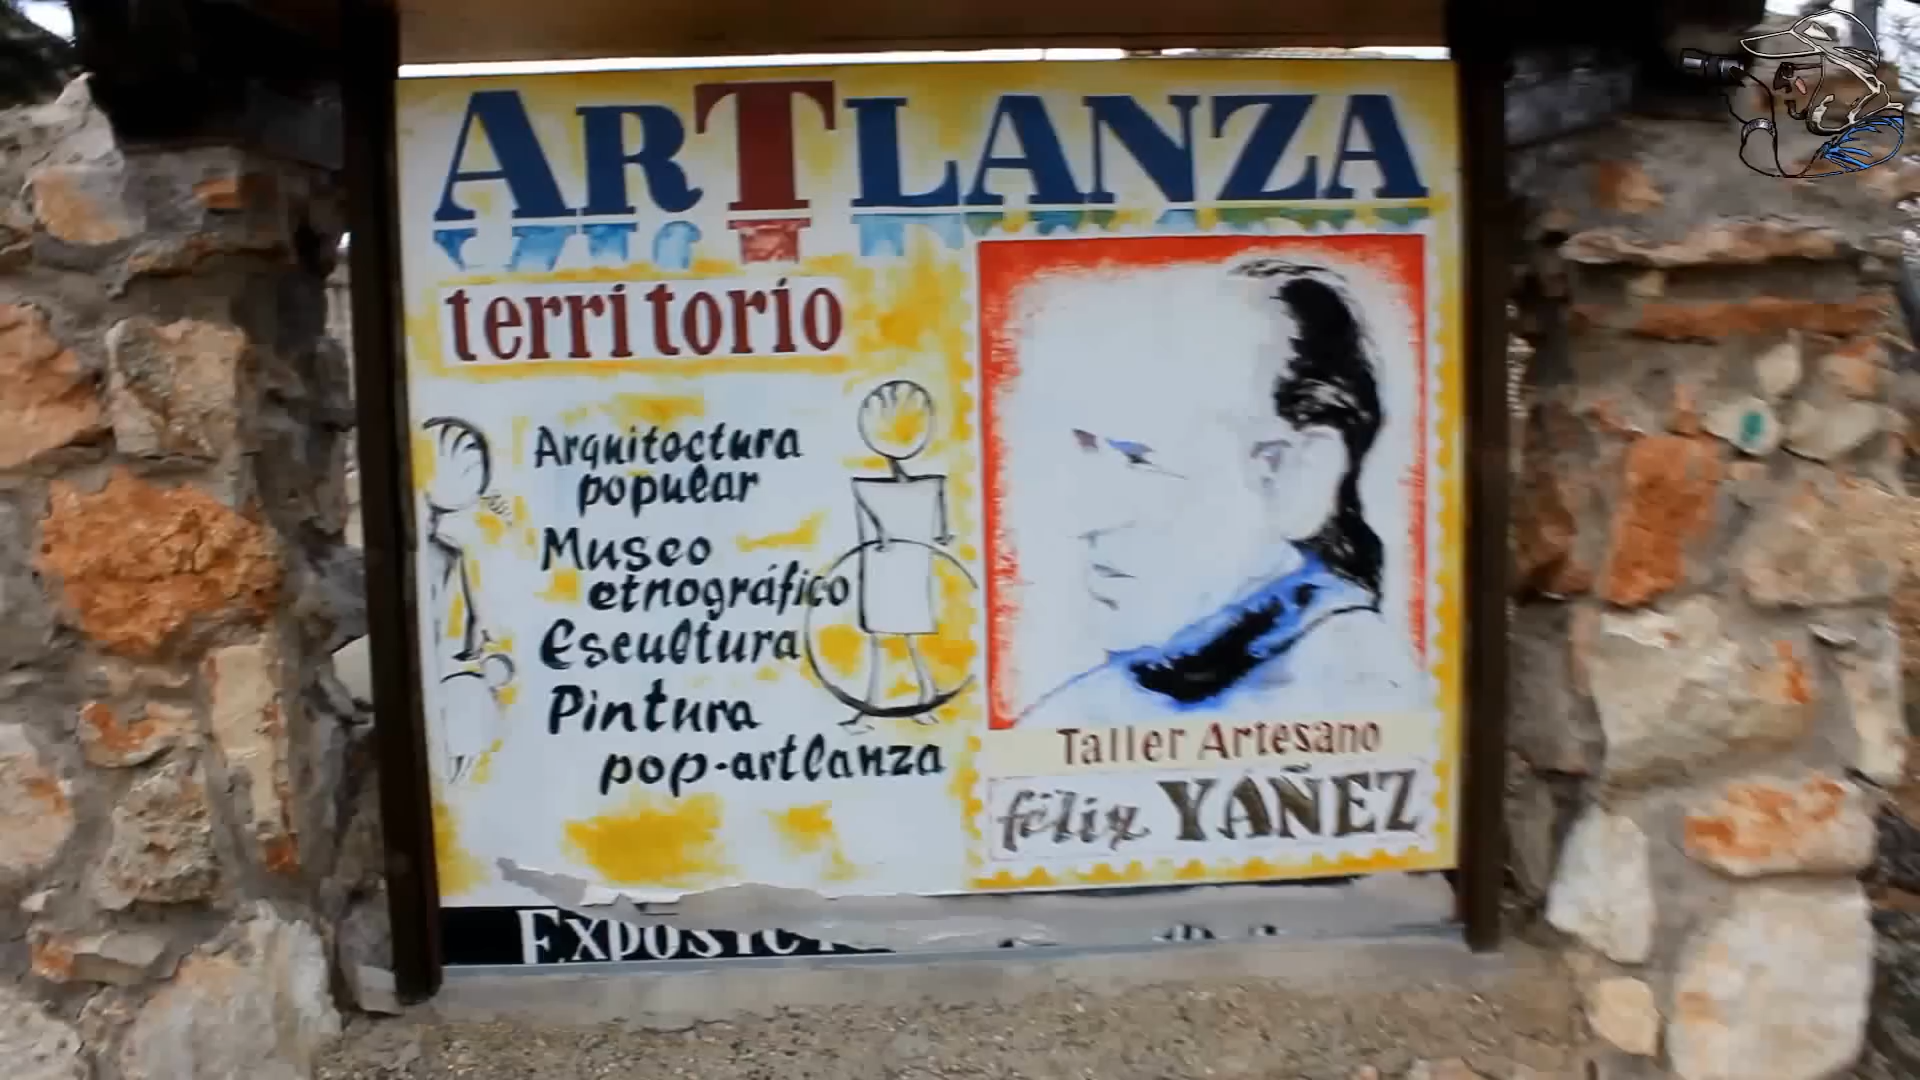 ARTLANZA
territorio
Arquitectura
popular
Museo
etnográfico
Escultura
Pintura
pop-artlanza
Taller Artesano
félix YAÑEZ